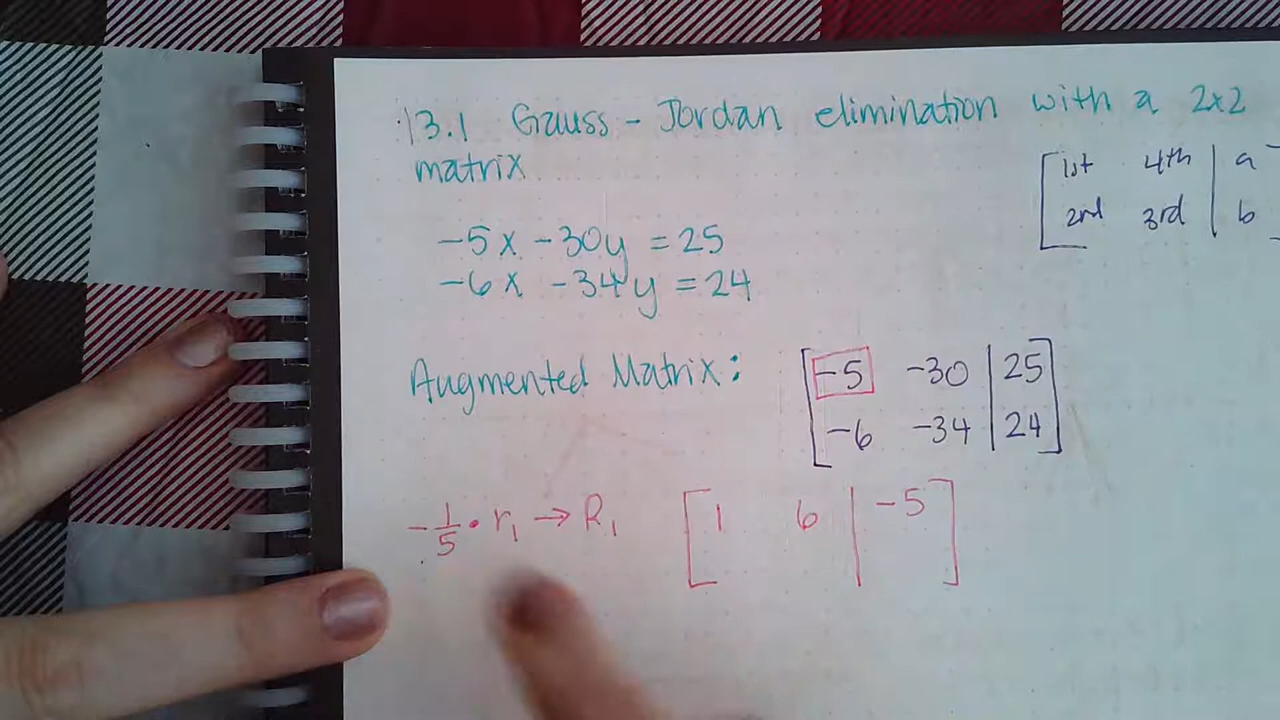 13.1 Gauss-Jordan elimination with a 2x2
matrix
1st 4th | a
2nd 3rd | b
-5x -30y = 25
-6x -34y = 24
Augmented Matrix: [-5 -30 | 25]
[-6 -34 | 24]
-1/5 • r₁ → R₁ [1 6 | -5]